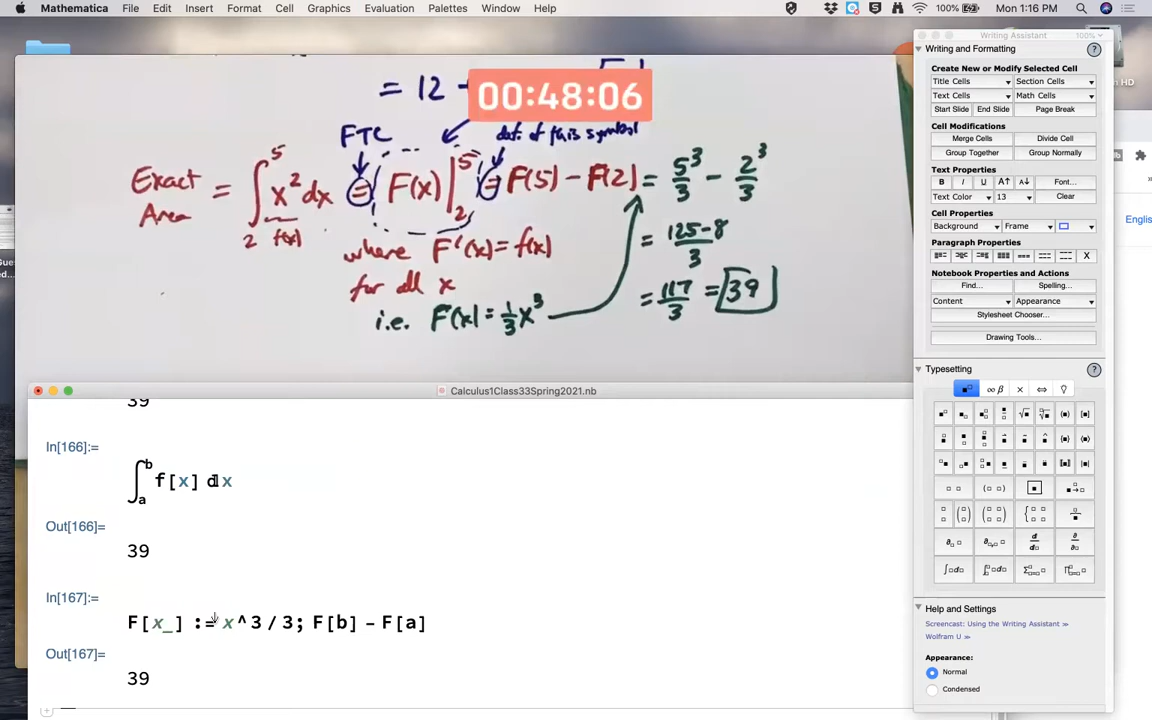 Mathematica File Edit Insert Format Cell Graphics Evaluation Palettes Window Help 100% Mon 1:16 PM
= 12
00:48:06
FTC
def. of this symbol
Exact Area = ∫₂⁵ x² dx = F(x) |₂⁵ = F(5) - F(2) = 5³/3 - 2³/3
f(x)
where F'(x) = f(x)
for all x
i.e. F(x) = 1/3 x³
= 125-8/3
= 117/3 = 39
Calculus1Class33Spring2021.nb
39
In[166]:=
∫ₐᵇ f[x] dx
Out[166]=
39
In[167]:=
F[x_] := x^3/3; F[b] - F[a]
Out[167]=
39
Writing Assistant 100%
Writing and Formatting
Create New or Modify Selected Cell
Title Cells Section Cells
Text Cells Math Cells
Start Slide End Slide Page Break
Cell Modifications
Merge Cells Divide Cell
Group Together Group Normally
Text Properties
B I U A↑ A↓ Font...
Text Color 13 Clear
Cell Properties
Background Frame
Paragraph Properties
X
Notebook Properties and Actions
Find... Spelling...
Content Appearance
Stylesheet Chooser...
Drawing Tools...
Typesetting
∞ β
d/d□ ∂/∂□
∫□d□ ∫□d□ Σ Π
Help and Settings
Screencast: Using the Writing Assistant »
Wolfram U »
Appearance:
Normal
Condensed
English